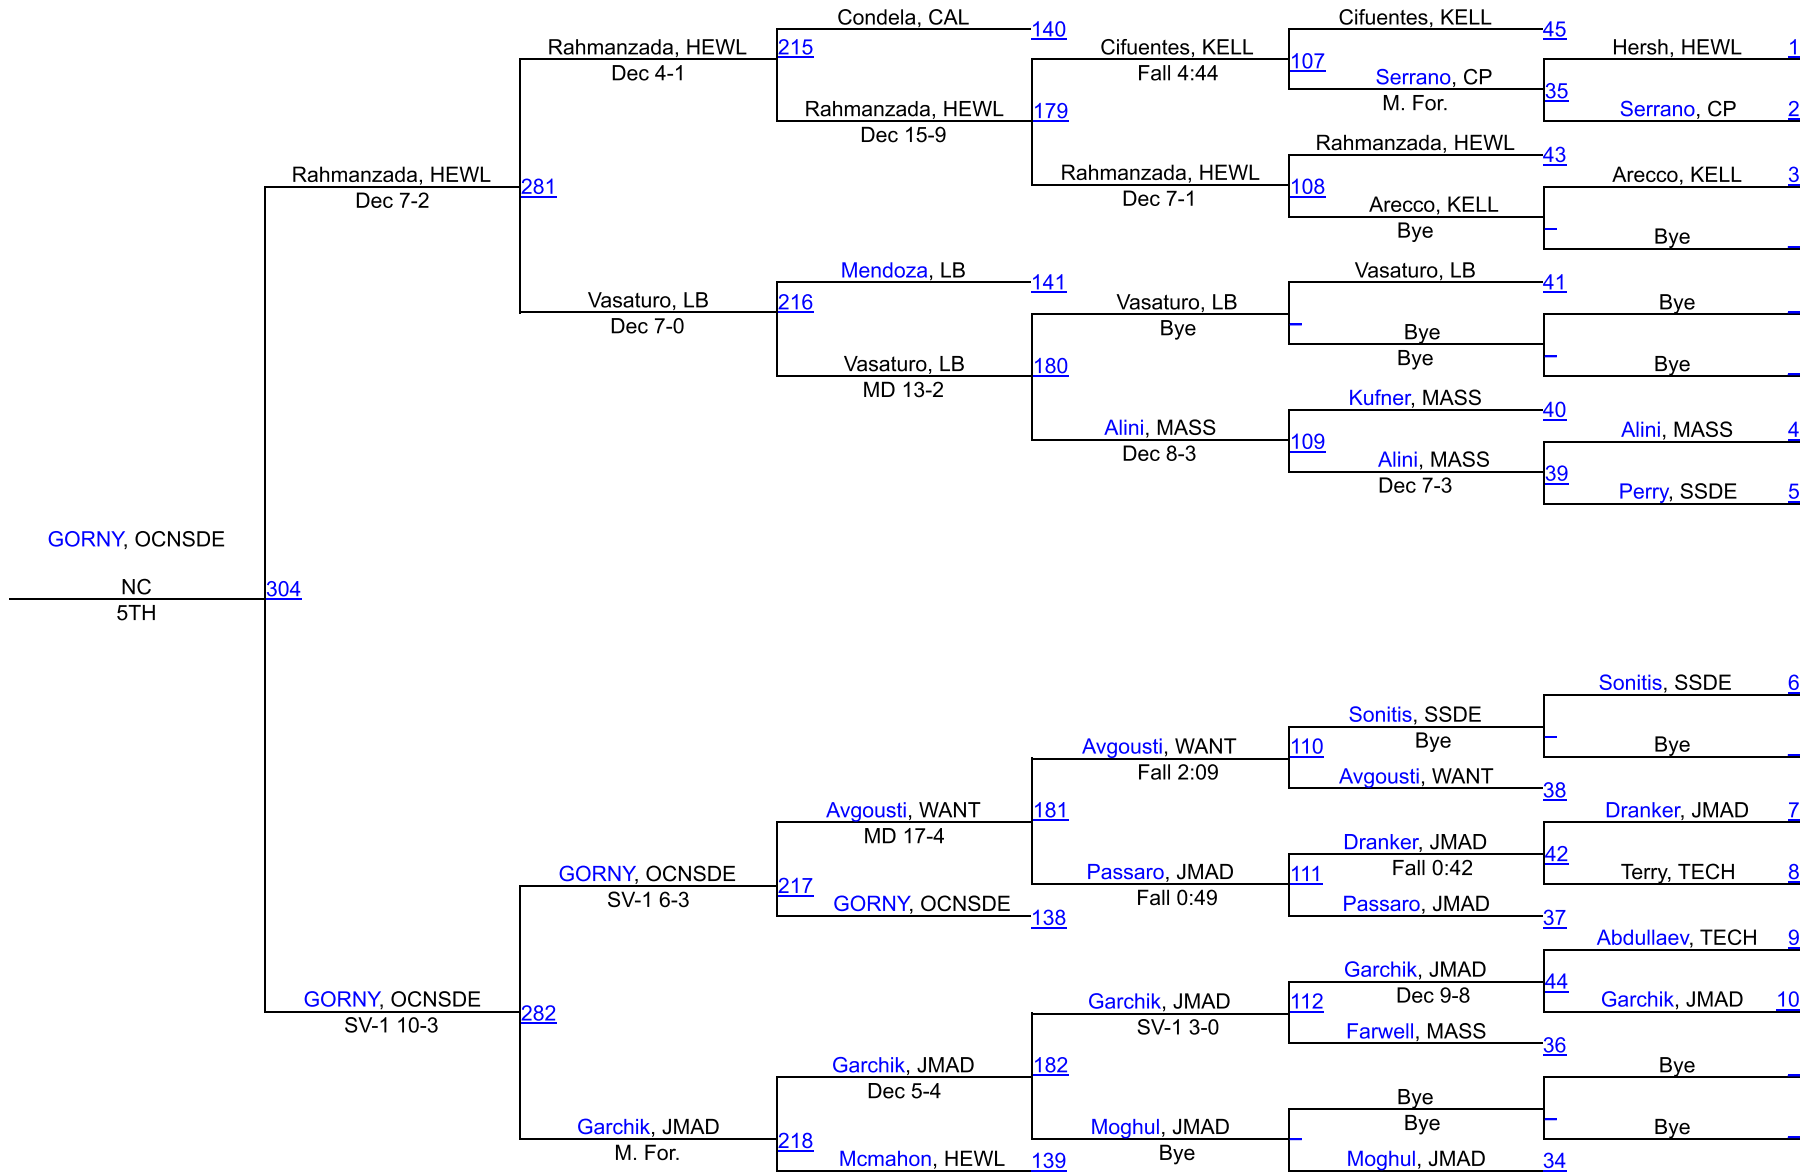 Condela, CAL
140
Cifuentes, KELL
45
Rahmanzada, HEWL
215
Cifuentes, KELL
Hersh, HEWL
1
Dec 4-1
Fall 4:44
107
Serrano, CP
35
M. For.
Rahmanzada, HEWL
179
Serrano, CP
2
Dec 15-9
Rahmanzada, HEWL
43
Rahmanzada, HEWL
281
Rahmanzada, HEWL
108
Arecco, KELL
3
Dec 7-2
Dec 7-1
Arecco, KELL
Bye
Bye
Mendoza, LB
141
Vasaturo, LB
41
Vasaturo, LB
216
Vasaturo, LB
Bye
Dec 7-0
Bye
Bye
Bye
Vasaturo, LB
180
Bye
MD 13-2
Kufner, MASS
40
Alini, MASS
109
Alini, MASS
4
Dec 8-3
Alini, MASS
39
Dec 7-3
Perry, SSDE
5
GORNY, OCNSDE
NC
304
5TH
Sonitis, SSDE
6
Sonitis, SSDE
Avgousti, WANT
110
Bye
Bye
Fall 2:09
Avgousti, WANT
38
Avgousti, WANT
181
Dranker, JMAD
7
MD 17-4
Dranker, JMAD
42
GORNY, OCNSDE
217
Passaro, JMAD
111
Fall 0:42
Terry, TECH
8
SV-1 6-3
GORNY, OCNSDE
138
Fall 0:49
Passaro, JMAD
37
Abdullaev, TECH
9
Garchik, JMAD
44
GORNY, OCNSDE
282
Garchik, JMAD
112
Dec 9-8
Garchik, JMAD
10
SV-1 10-3
SV-1 3-0
Farwell, MASS
36
Garchik, JMAD
182
Bye
Dec 5-4
Bye
Garchik, JMAD
218
Moghul, JMAD
Bye
Bye
M. For.
Mcmahon, HEWL
139
Bye
Moghul, JMAD
34